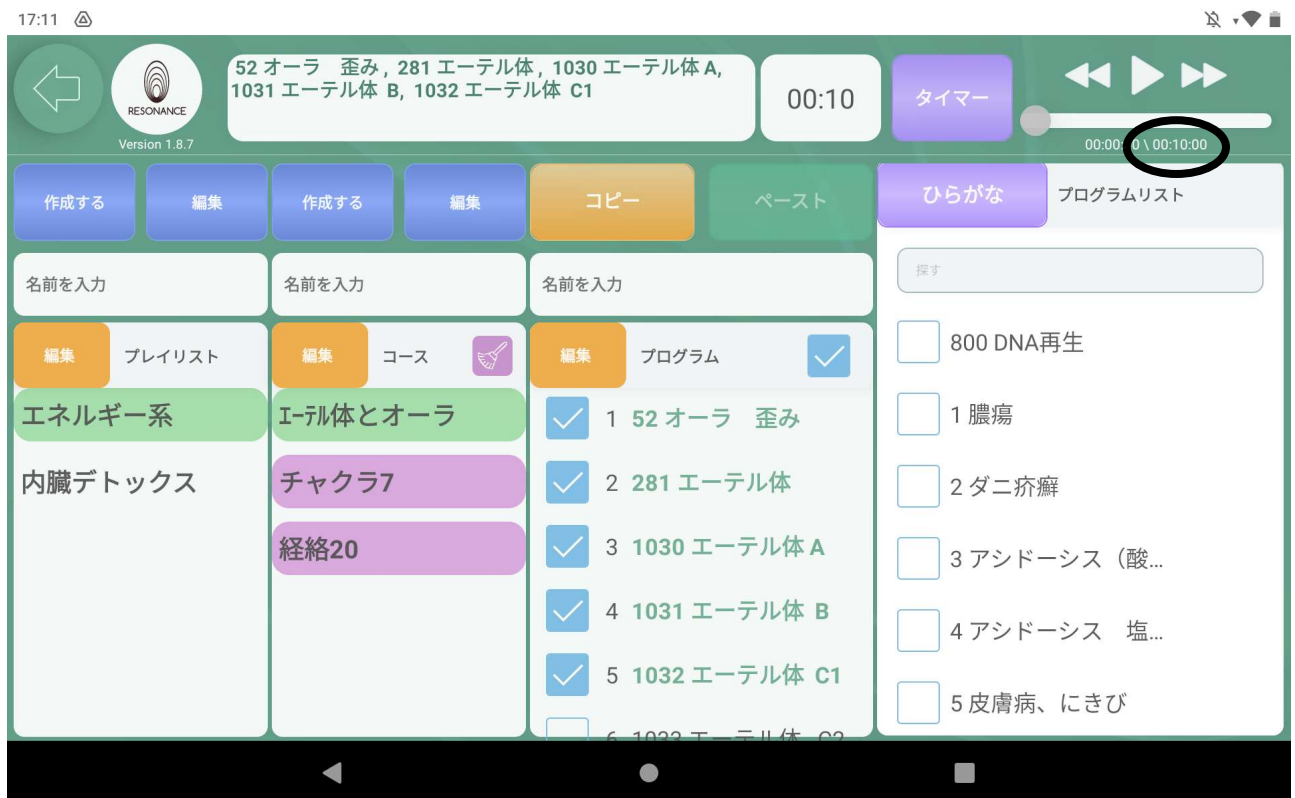 17:11
RESONANCE
Version 1.8.7
52 オーラ　歪み , 281 エーテル体 , 1030 エーテル体 A,
1031 エーテル体 B, 1032 エーテル体 C1
00:10
タイマー
00:00: 0 \ 00:10:00
作成する
編集
作成する
編集
コピー
ペースト
ひらがな
プログラムリスト
名前を入力
名前を入力
名前を入力
探す
編集
プレイリスト
編集
コース
編集
プログラム
エネルギー系
内臓デトックス
ｴｰﾃﾙ体とオーラ
チャクラ7
経絡20
1 52 オーラ　歪み
2 281 エーテル体
3 1030 エーテル体 A
4 1031 エーテル体 B
5 1032 エーテル体 C1
6 1033 エーテル体 C2
800 DNA再生
1 膿瘍
2 ダニ疥癬
3 アシドーシス（酸...
4 アシドーシス　塩...
5 皮膚病、にきび